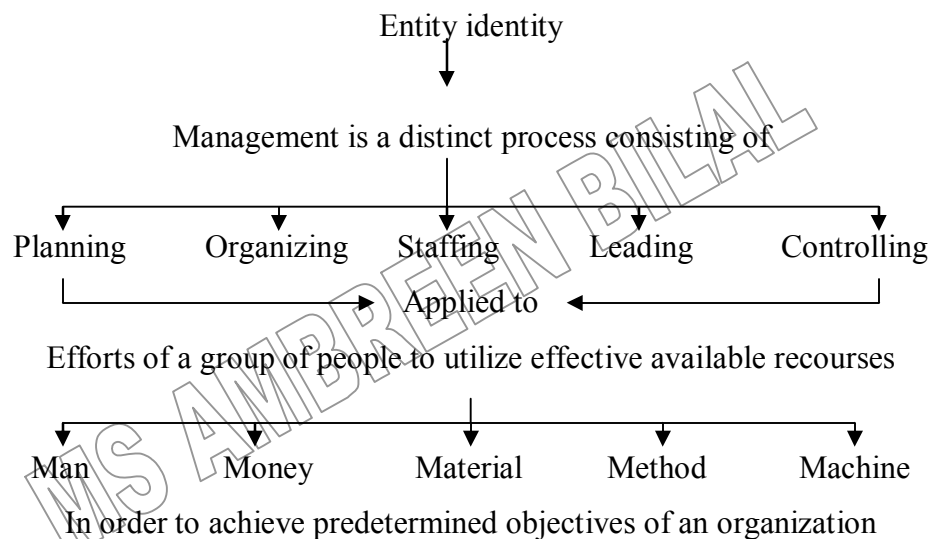 Entity identity
Management is a distinct process consisting of
Planning Organizing Staffing Leading Controlling
Applied to
Efforts of a group of people to utilize effective available recourses
Man Money Material Method Machine
In order to achieve predetermined objectives of an organization
MS AMBREEN BILAL